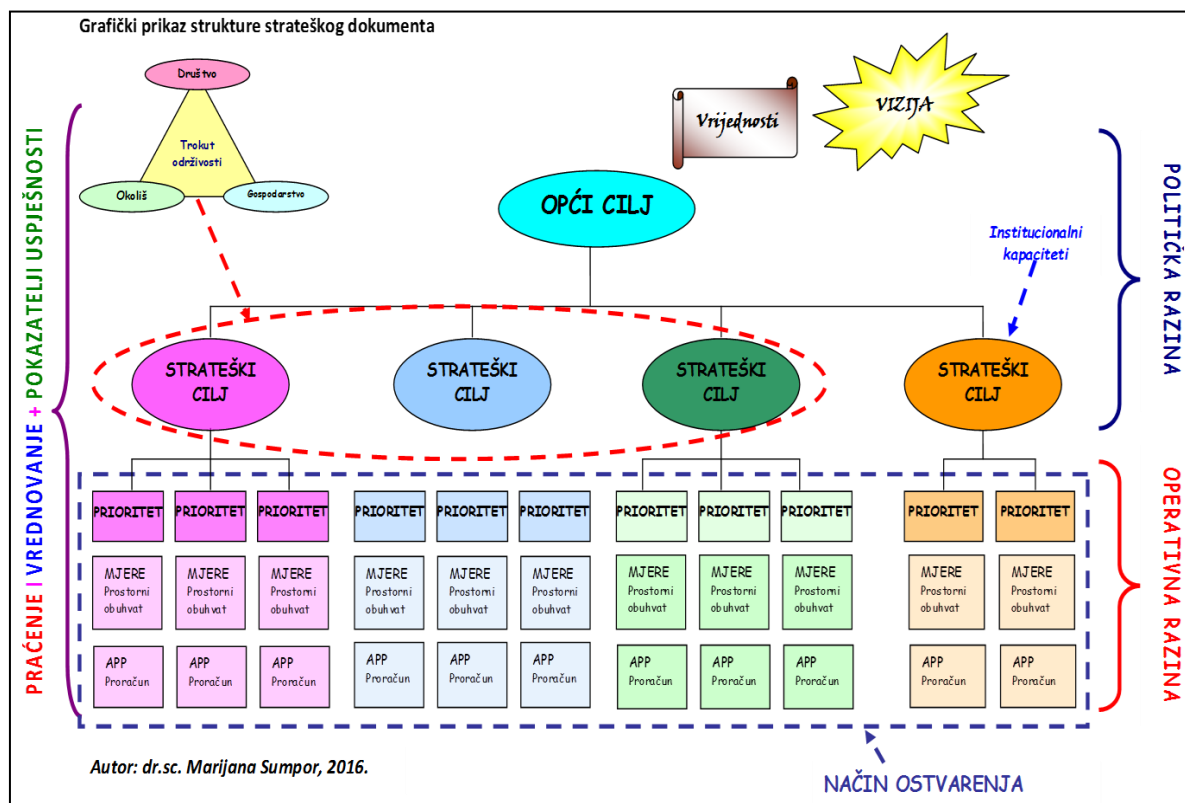 Grafički prikaz strukture strateškog dokumenta
Društvo
Trokut
održivosti
Okoliš
Gospodarstvo
Vrijednosti
VIZIJA
OPĆI CILJ
Institucionalni
kapaciteti
STRATEŠKI
CILJ
STRATEŠKI
CILJ
STRATEŠKI
CILJ
STRATEŠKI
CILJ
PRAĆENJE I VREDNOVANJE + POKAZATELJI USPJEŠNOSTI
POLITIČKA RAZINA
OPERATIVNA RAZINA
PRIORITET
PRIORITET
PRIORITET
PRIORITET
PRIORITET
PRIORITET
PRIORITET
PRIORITET
PRIORITET
PRIORITET
PRIORITET
MJERE
Prostorni
obuhvat
MJERE
Prostorni
obuhvat
MJERE
Prostorni
obuhvat
MJERE
Prostorni
obuhvat
MJERE
Prostorni
obuhvat
MJERE
Prostorni
obuhvat
MJERE
Prostorni
obuhvat
MJERE
Prostorni
obuhvat
MJERE
Prostorni
obuhvat
MJERE
Prostorni
obuhvat
MJERE
Prostorni
obuhvat
APP
Proračun
APP
Proračun
APP
Proračun
APP
Proračun
APP
Proračun
APP
Proračun
APP
Proračun
APP
Proračun
APP
Proračun
APP
Proračun
APP
Proračun
Autor: dr.sc. Marijana Sumpor, 2016.
NAČIN OSTVARENJA